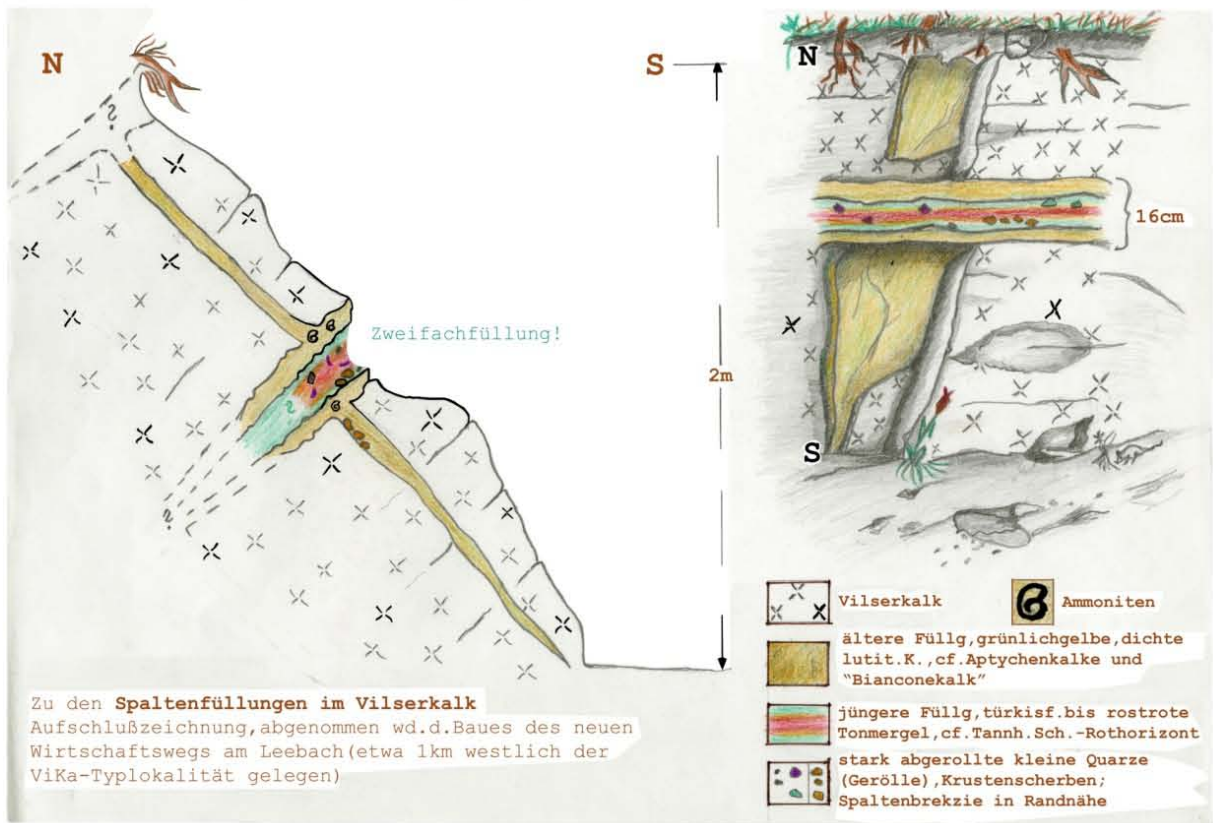 N
S
N
?
Zweifachfüllung!
16cm
2m
?
?
S
Vilserkalk
Ammoniten
ältere Füllg,grünlichgelbe,dichte
lutit.K.,cf.Aptychenkalke und
"Bianconekalk"
jüngere Füllg,türkisf.bis rostrote
Tonmergel,cf.Tannh.Sch.-Rothorizont
stark abgerollte kleine Quarze
(Gerölle),Krustenscherben;
Spaltenbrekzie in Randnähe
Zu den Spaltenfüllungen im Vilserkalk
Aufschlußzeichnung,abgenommen wd.d.Baues des neuen
Wirtschaftswegs am Leebach(etwa 1km westlich der
ViKa-Typlokalität gelegen)